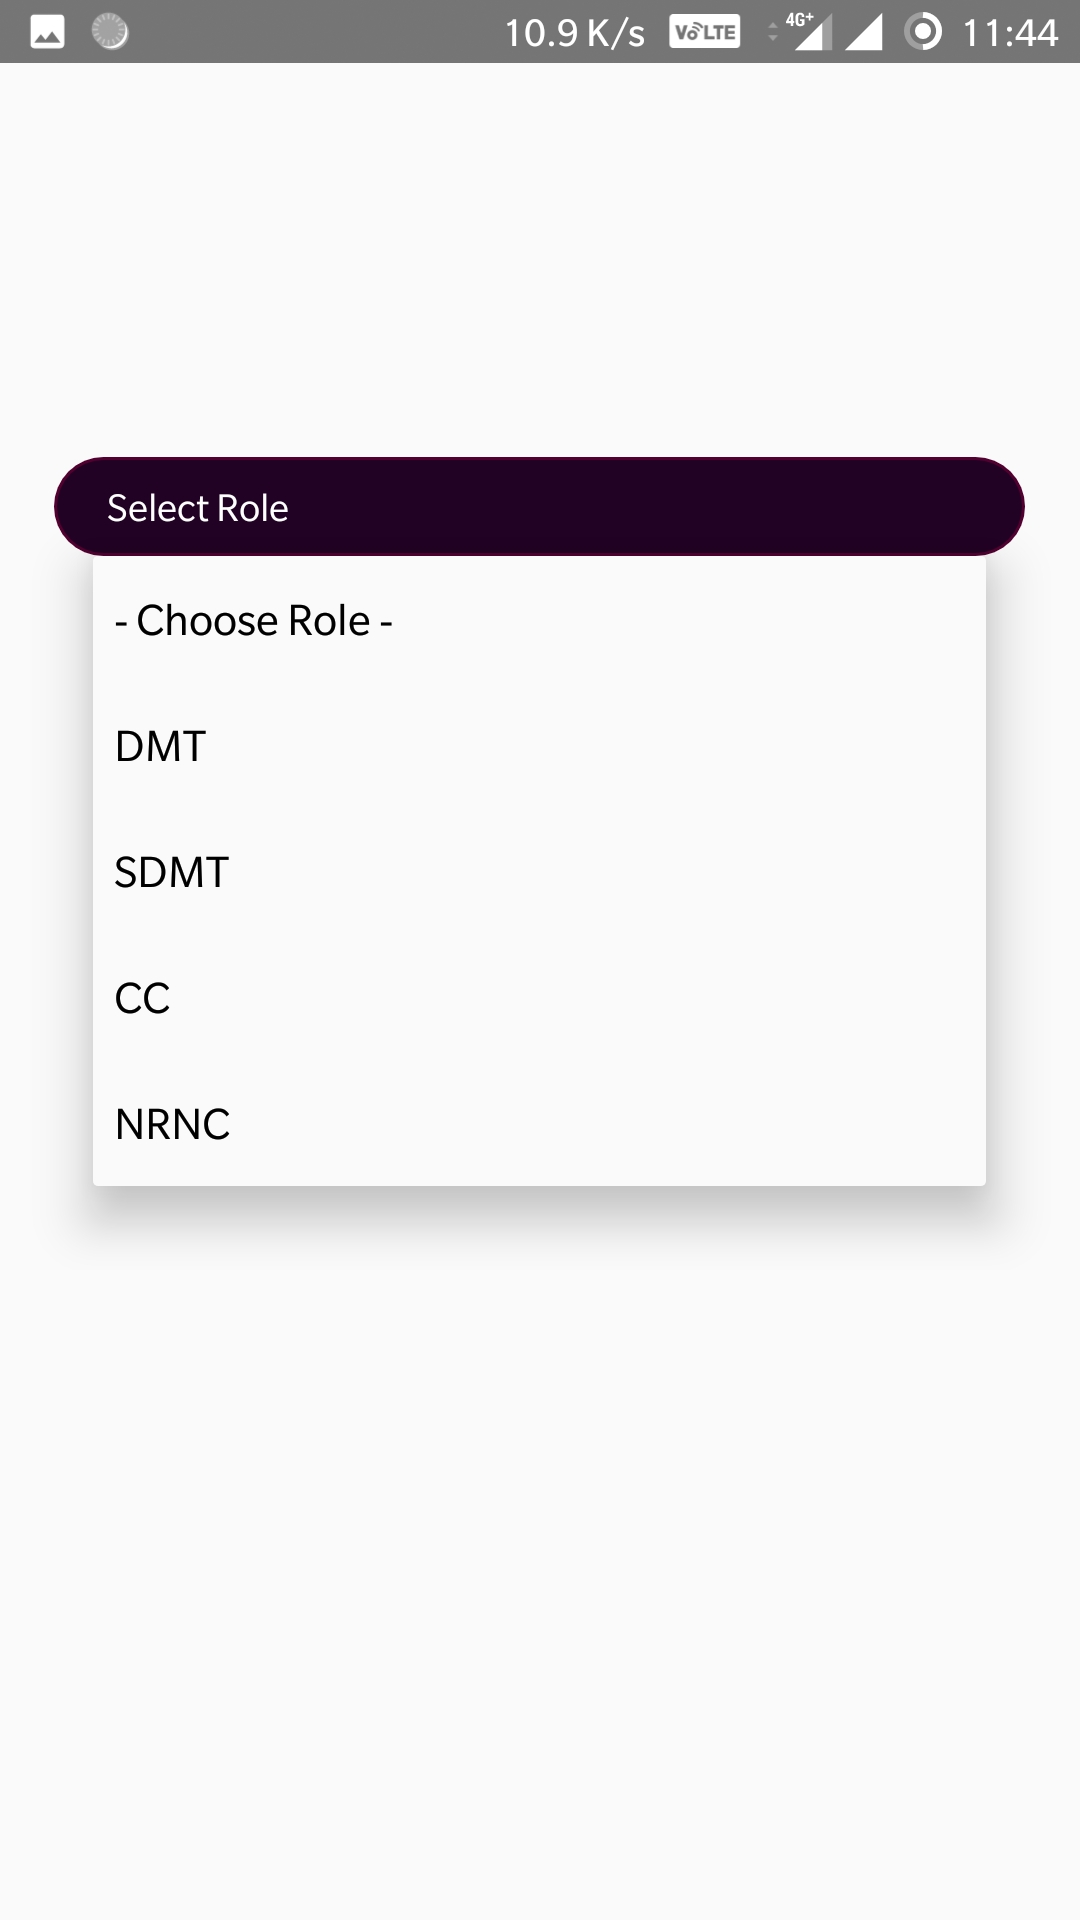 10.9 K/s VoLTE 4G+ 11:44
Select Role
- Choose Role -
DMT
SDMT
CC
NRNC